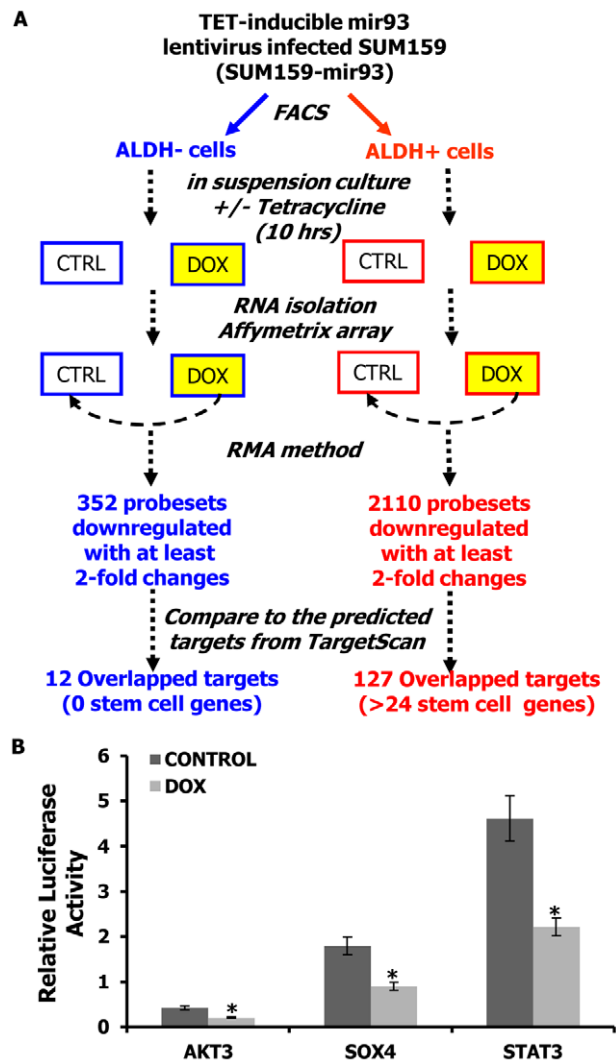 A
TET-inducible mir93
lentivirus infected SUM159
(SUM159-mir93)
FACS
ALDH- cells
ALDH+ cells
in suspension culture
+/- Tetracycline
(10 hrs)
CTRL
DOX
CTRL
DOX
RNA isolation
Affymetrix array
CTRL
DOX
CTRL
DOX
RMA method
352 probesets
downregulated
with at least
2-fold changes
2110 probesets
downregulated
with at least
2-fold changes
Compare to the predicted
targets from TargetScan
12 Overlapped targets
(0 stem cell genes)
127 Overlapped targets
(>24 stem cell genes)
B
CONTROL
DOX
Relative Luciferase
Activity
6
5
4
3
2
1
0
*
*
*
AKT3
SOX4
STAT3